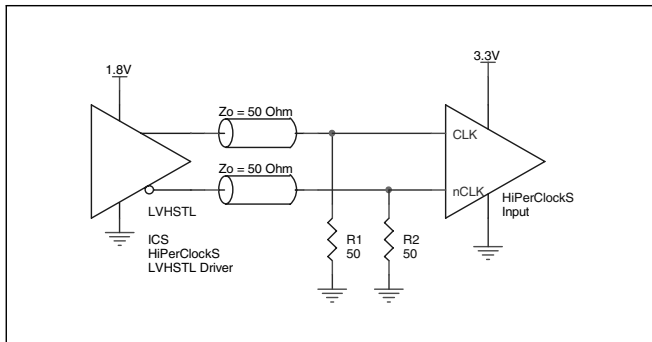 1.8V
3.3V
Zo = 50 Ohm
CLK
Zo = 50 Ohm
nCLK
HiPerClockS
Input
LVHSTL
ICS
HiPerClockS
LVHSTL Driver
R1
50
R2
50